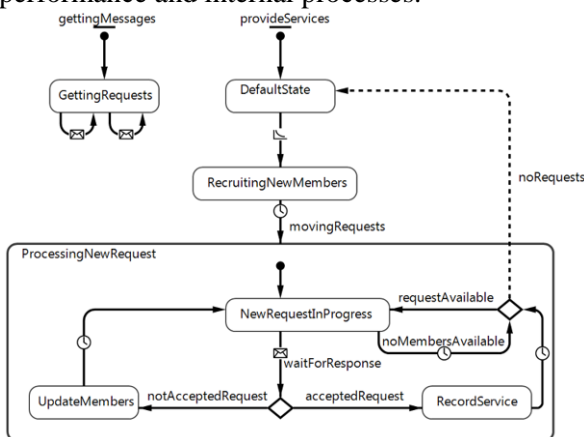 performance and internal processes.
gettingMessages
provideServices
GettingRequests
DefaultState
RecruitingNewMembers
noRequests
movingRequests
ProcessingNewRequest
requestAvailable
NewRequestInProgress
noMembersAvailable
waitForResponse
UpdateMembers
notAcceptedRequest
acceptedRequest
RecordService